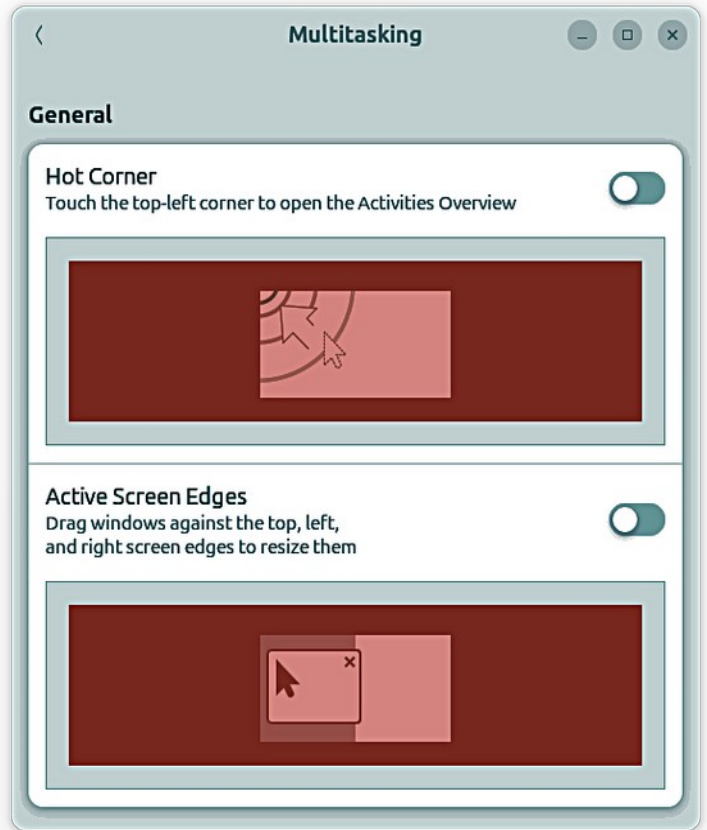 Multitasking
General
Hot Corner
Touch the top-left corner to open the Activities Overview
Active Screen Edges
Drag windows against the top, left,
and right screen edges to resize them